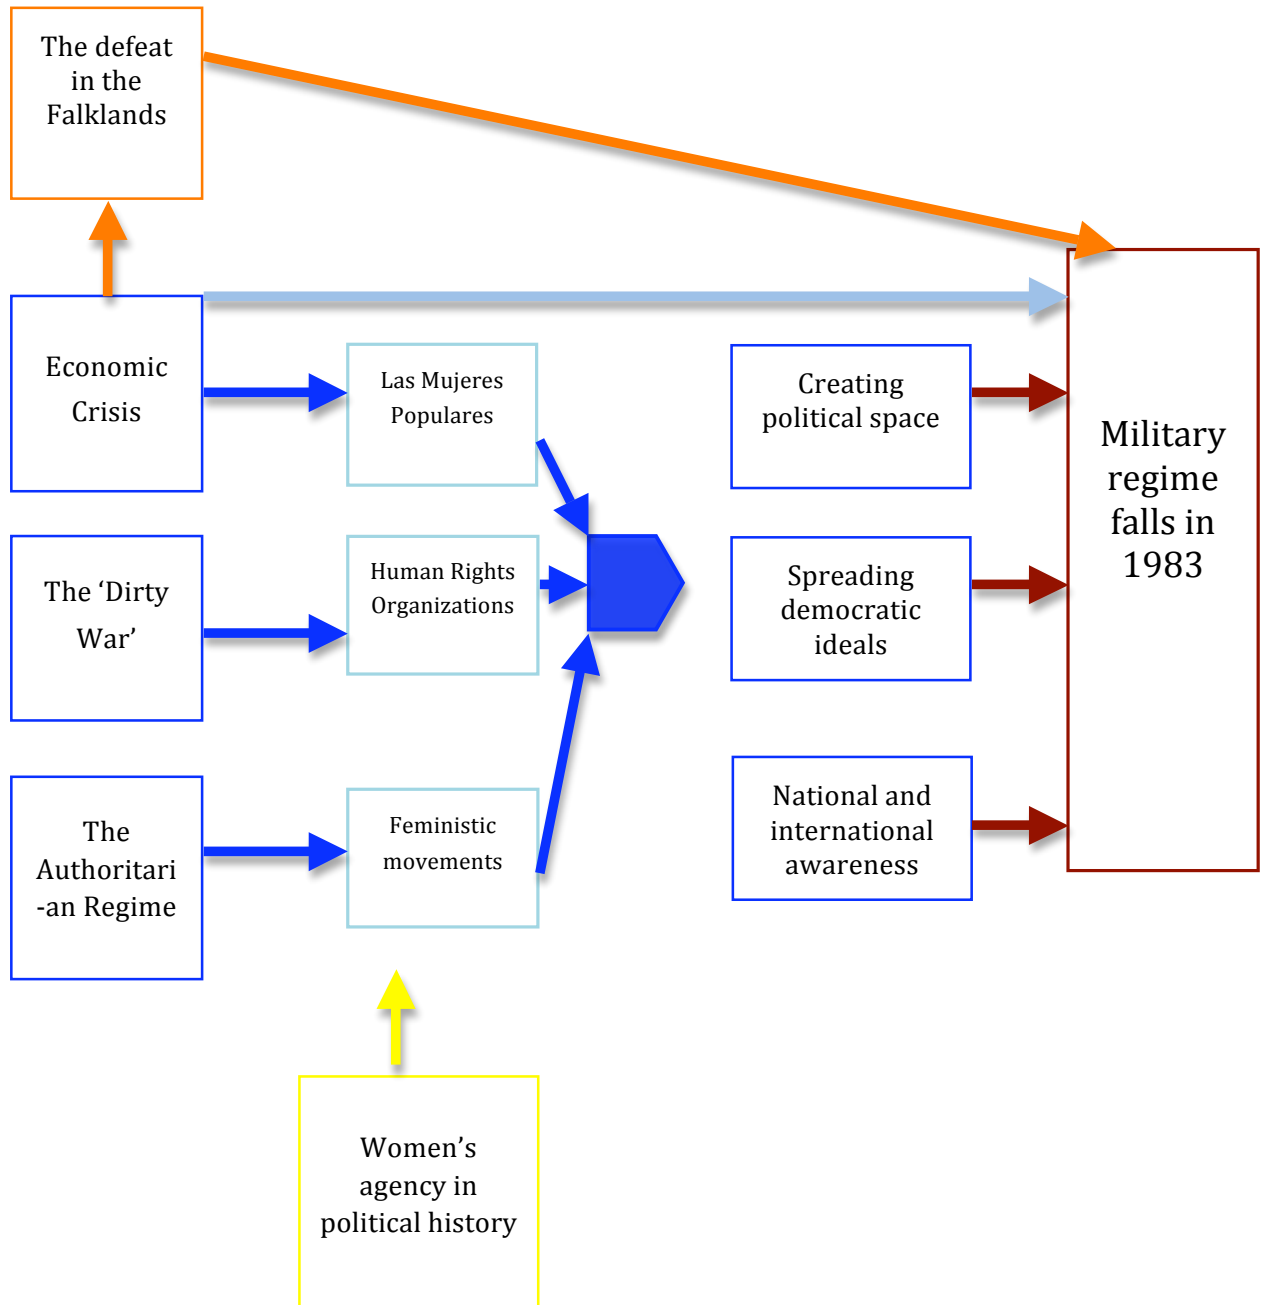 The defeat
in the
Falklands
Economic
Crisis
Las Mujeres
Populares
Creating
political space
Military
regime
falls in
1983
The ‘Dirty
War’
Human Rights
Organizations
Spreading
democratic
ideals
The
Authoritari
-an Regime
Feministic
movements
National and
international
awareness
Women’s
agency in
political history